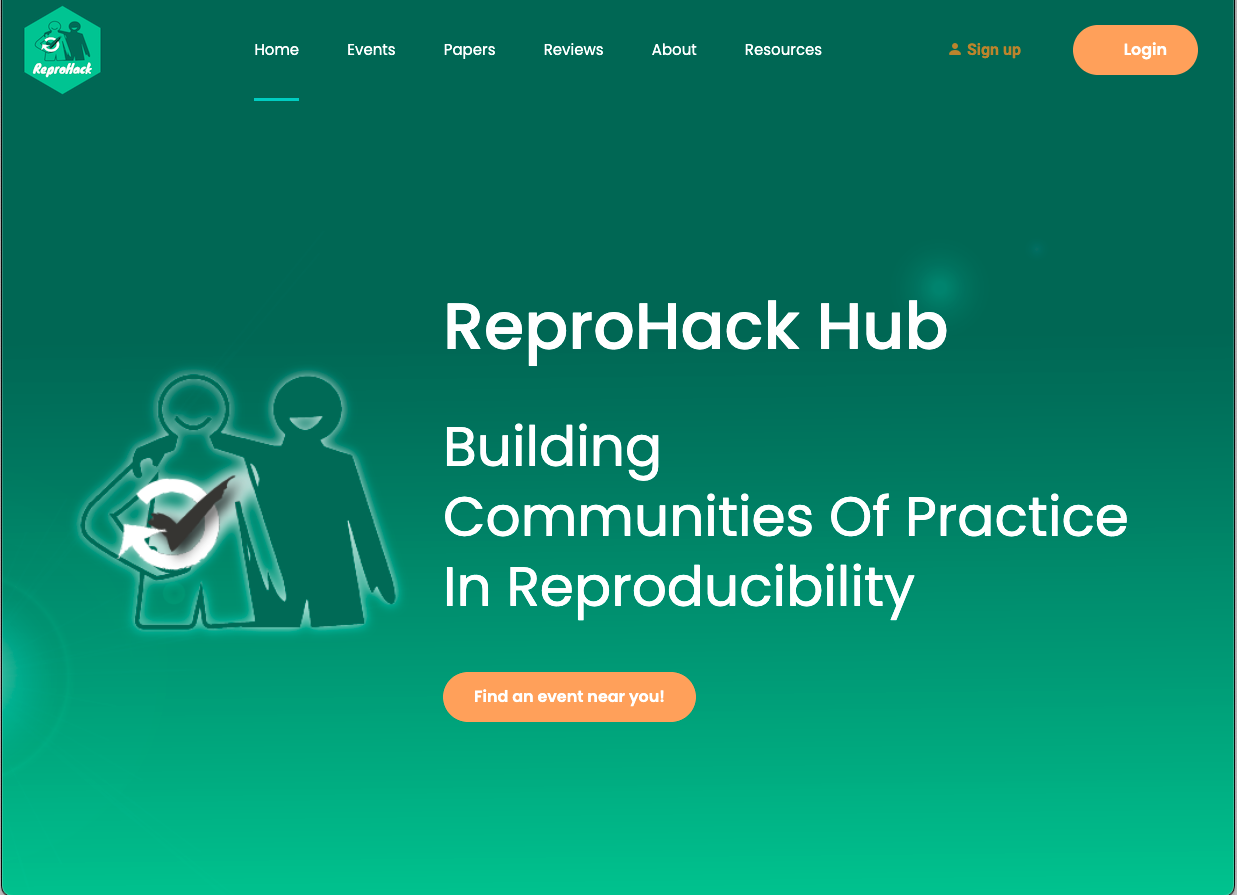 ReproHack
Home Events Papers Reviews About Resources Sign up Login
ReproHack Hub
Building
Communities Of Practice
In Reproducibility
Find an event near you!